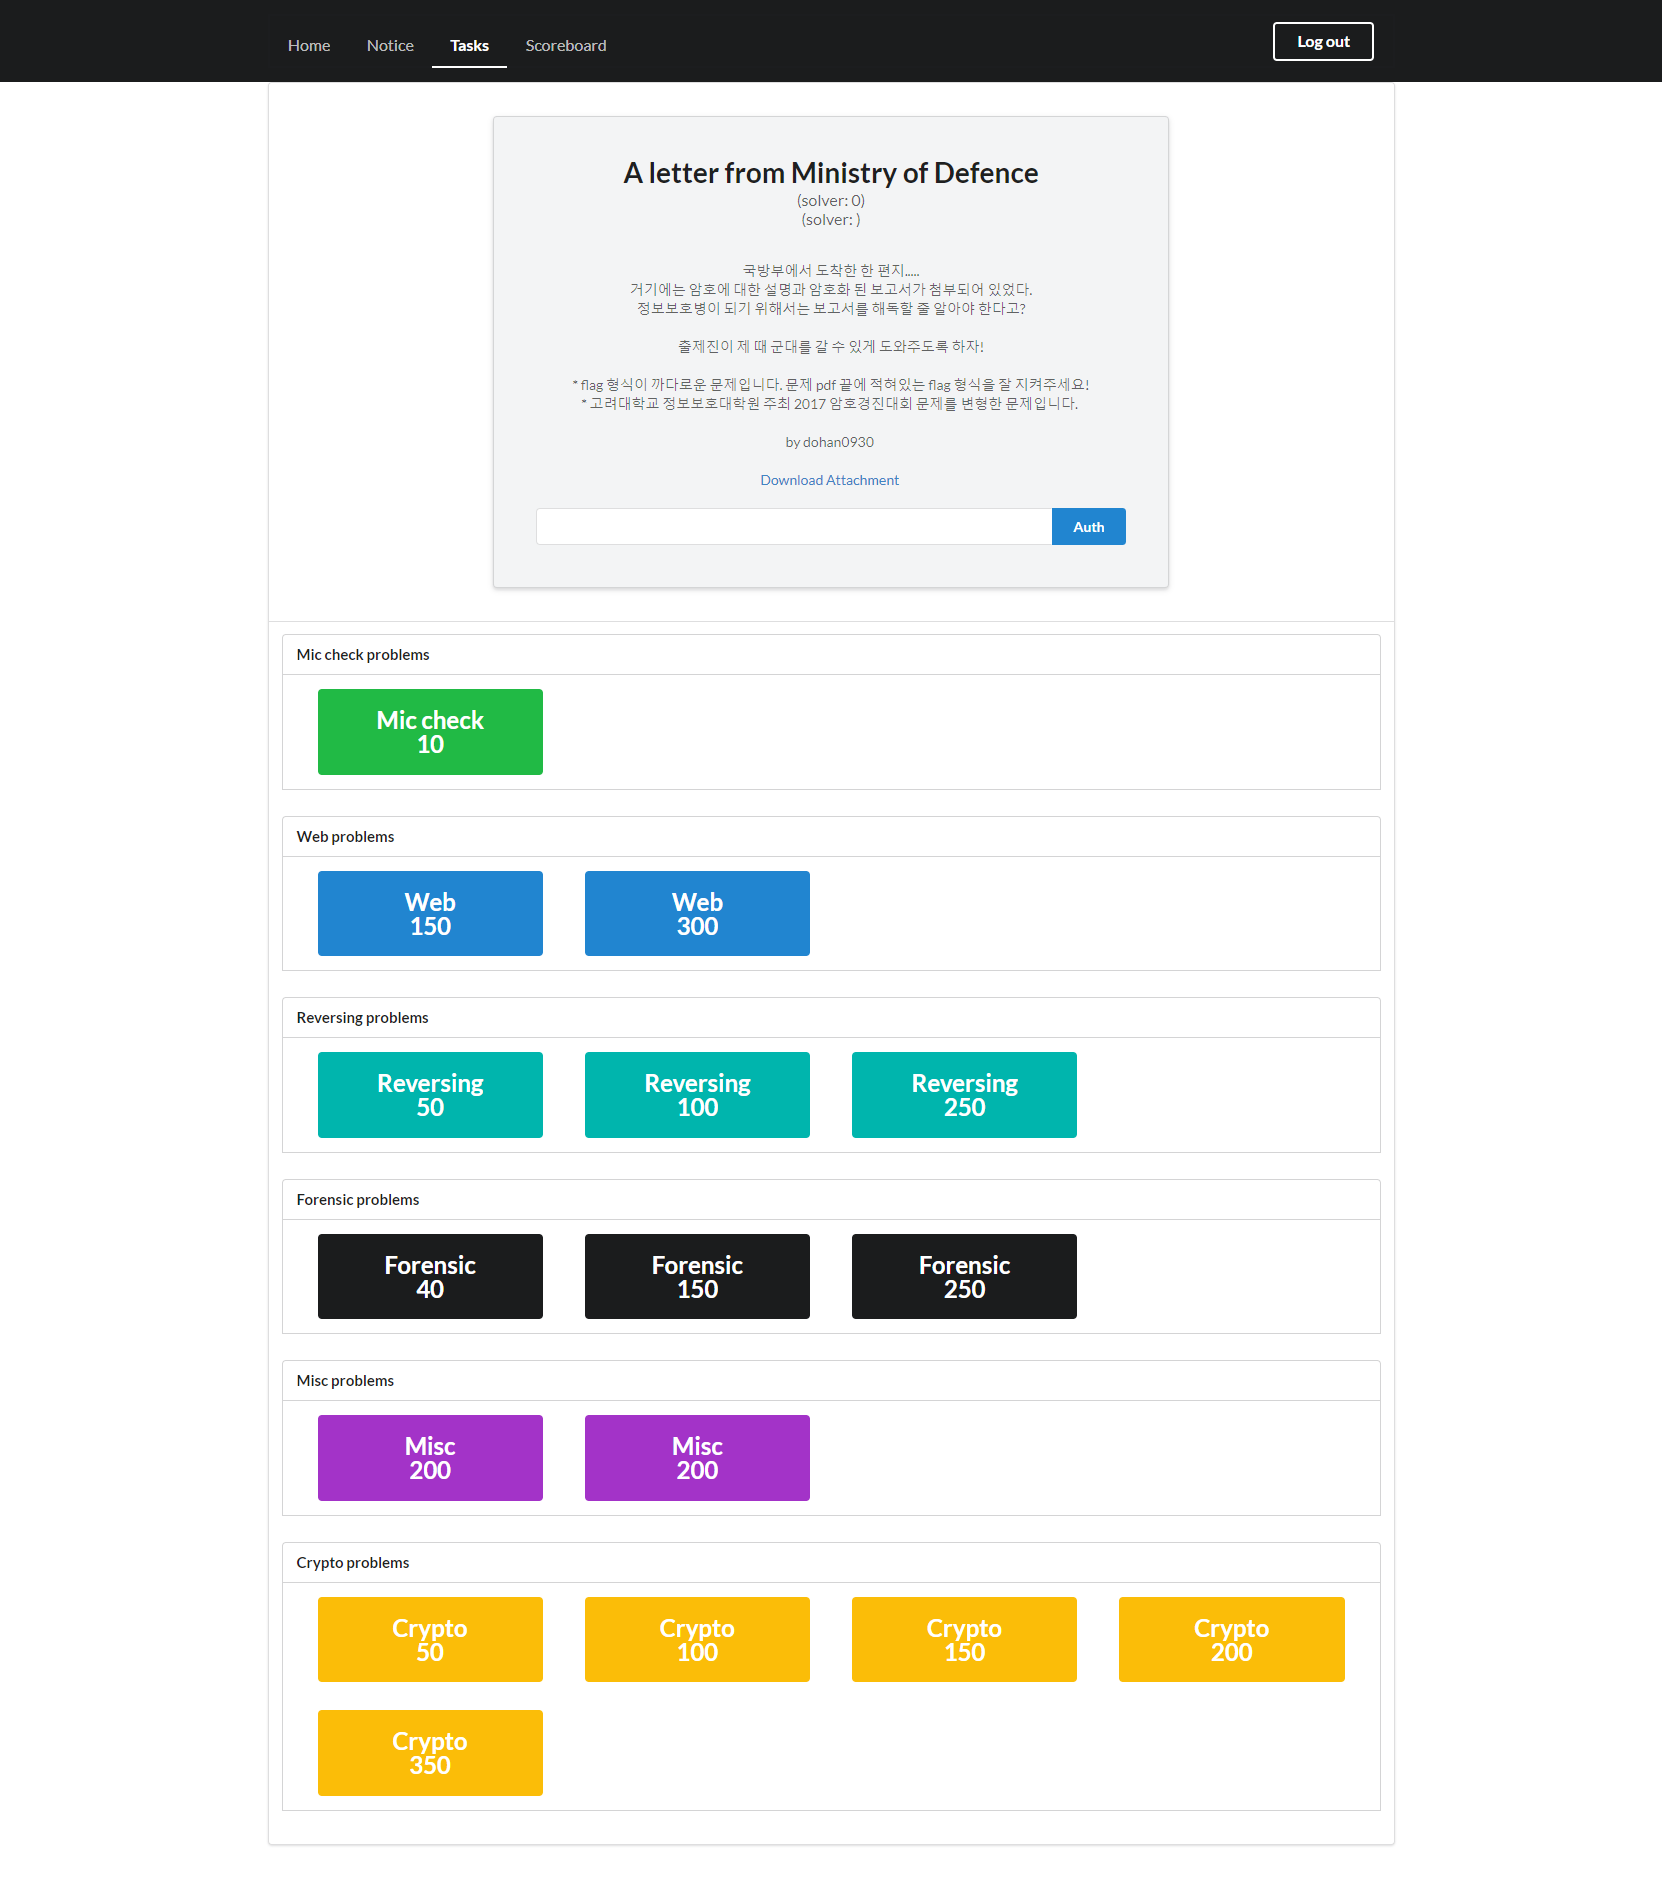 Home Notice Tasks Scoreboard Log out
A letter from Ministry of Defence
(solver: 0)
(solver: )
국방부에서 도착한 한 편지.....
거기에는 암호에 대한 설명과 암호화 된 보고서가 첨부되어 있었다.
정보보호병이 되기 위해서는 보고서를 해독할 줄 알아야 한다고?
출제진이 제 때 군대를 갈 수 있게 도와주도록 하자!
* flag 형식이 까다로운 문제입니다. 문제 pdf 끝에 적혀있는 flag 형식을 잘 지켜주세요!
* 고려대학교 정보보호대학원 주최 2017 암호경진대회 문제를 변형한 문제입니다.
by dohan0930
Download Attachment
Auth
Mic check problems
Mic check
10
Web problems
Web
150
Web
300
Reversing problems
Reversing
50
Reversing
100
Reversing
250
Forensic problems
Forensic
40
Forensic
150
Forensic
250
Misc problems
Misc
200
Misc
200
Crypto problems
Crypto
50
Crypto
100
Crypto
150
Crypto
200
Crypto
350